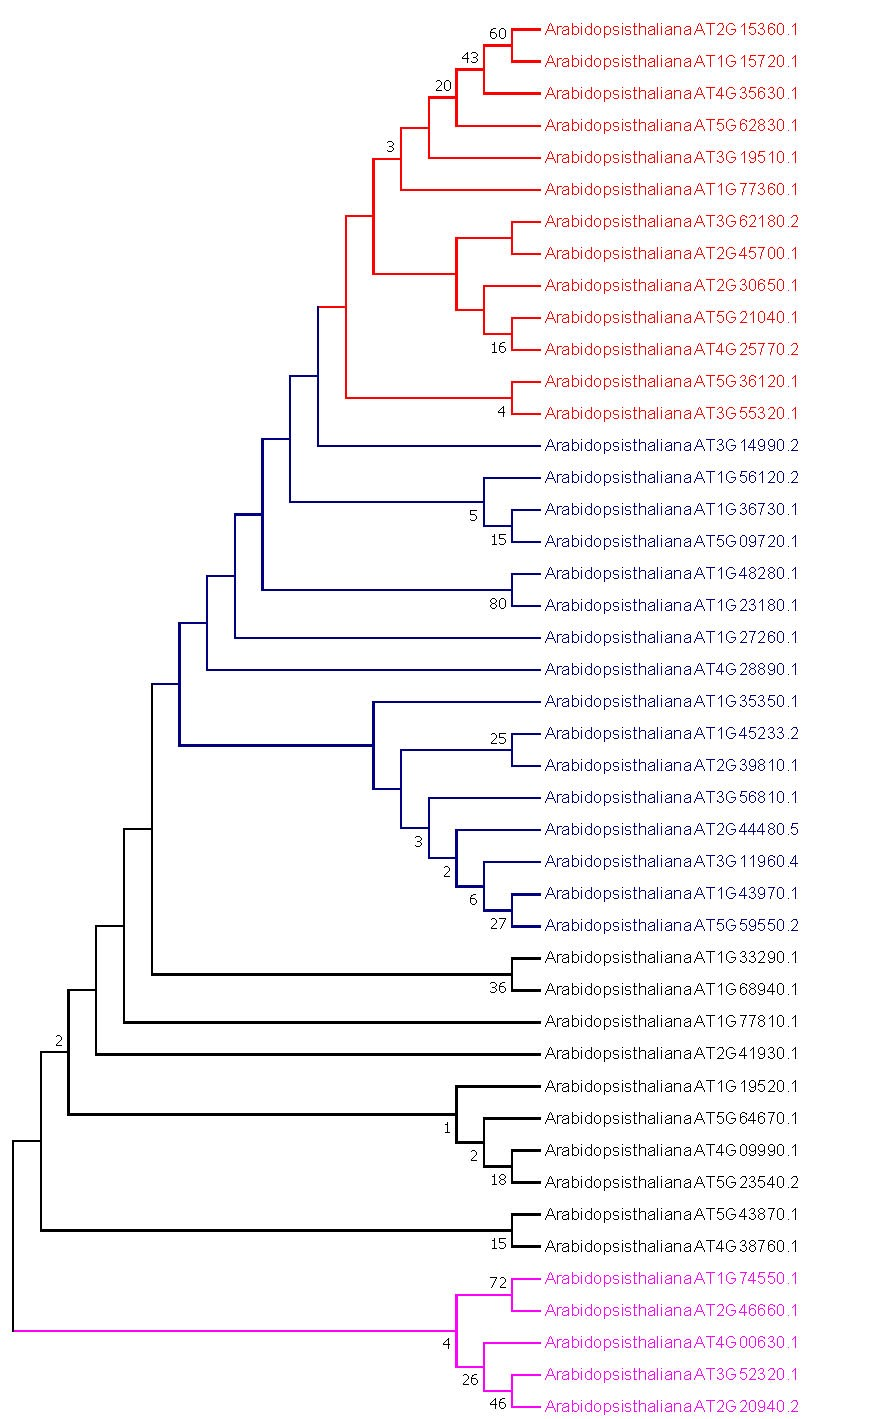 60
ArabidopsisthalianaAT2G15360.1
ArabidopsisthalianaAT1G15720.1
43
ArabidopsisthalianaAT4G35630.1
20
ArabidopsisthalianaAT5G62830.1
3
ArabidopsisthalianaAT3G19510.1
ArabidopsisthalianaAT1G77360.1
ArabidopsisthalianaAT3G62180.2
ArabidopsisthalianaAT2G45700.1
ArabidopsisthalianaAT2G30650.1
ArabidopsisthalianaAT5G21040.1
16
ArabidopsisthalianaAT4G25770.2
ArabidopsisthalianaAT5G36120.1
4
ArabidopsisthalianaAT3G55320.1
ArabidopsisthalianaAT3G14990.2
ArabidopsisthalianaAT1G56120.2
5
ArabidopsisthalianaAT1G36730.1
15
ArabidopsisthalianaAT5G09720.1
ArabidopsisthalianaAT1G48280.1
80
ArabidopsisthalianaAT1G23180.1
ArabidopsisthalianaAT1G27260.1
ArabidopsisthalianaAT4G28890.1
ArabidopsisthalianaAT1G35350.1
25
ArabidopsisthalianaAT1G45233.2
ArabidopsisthalianaAT2G39810.1
ArabidopsisthalianaAT3G56810.1
3
ArabidopsisthalianaAT2G44480.5
2
ArabidopsisthalianaAT3G11960.4
6
ArabidopsisthalianaAT1G43970.1
27
ArabidopsisthalianaAT5G59550.2
ArabidopsisthalianaAT1G33290.1
36
ArabidopsisthalianaAT1G68940.1
ArabidopsisthalianaAT1G77810.1
2
ArabidopsisthalianaAT2G41930.1
ArabidopsisthalianaAT1G19520.1
1
ArabidopsisthalianaAT5G64670.1
2
ArabidopsisthalianaAT4G09990.1
18
ArabidopsisthalianaAT5G23540.2
ArabidopsisthalianaAT5G43870.1
15
ArabidopsisthalianaAT4G38760.1
72
ArabidopsisthalianaAT1G74550.1
ArabidopsisthalianaAT2G46660.1
4
ArabidopsisthalianaAT4G00630.1
26
ArabidopsisthalianaAT3G52320.1
46
ArabidopsisthalianaAT2G20940.2